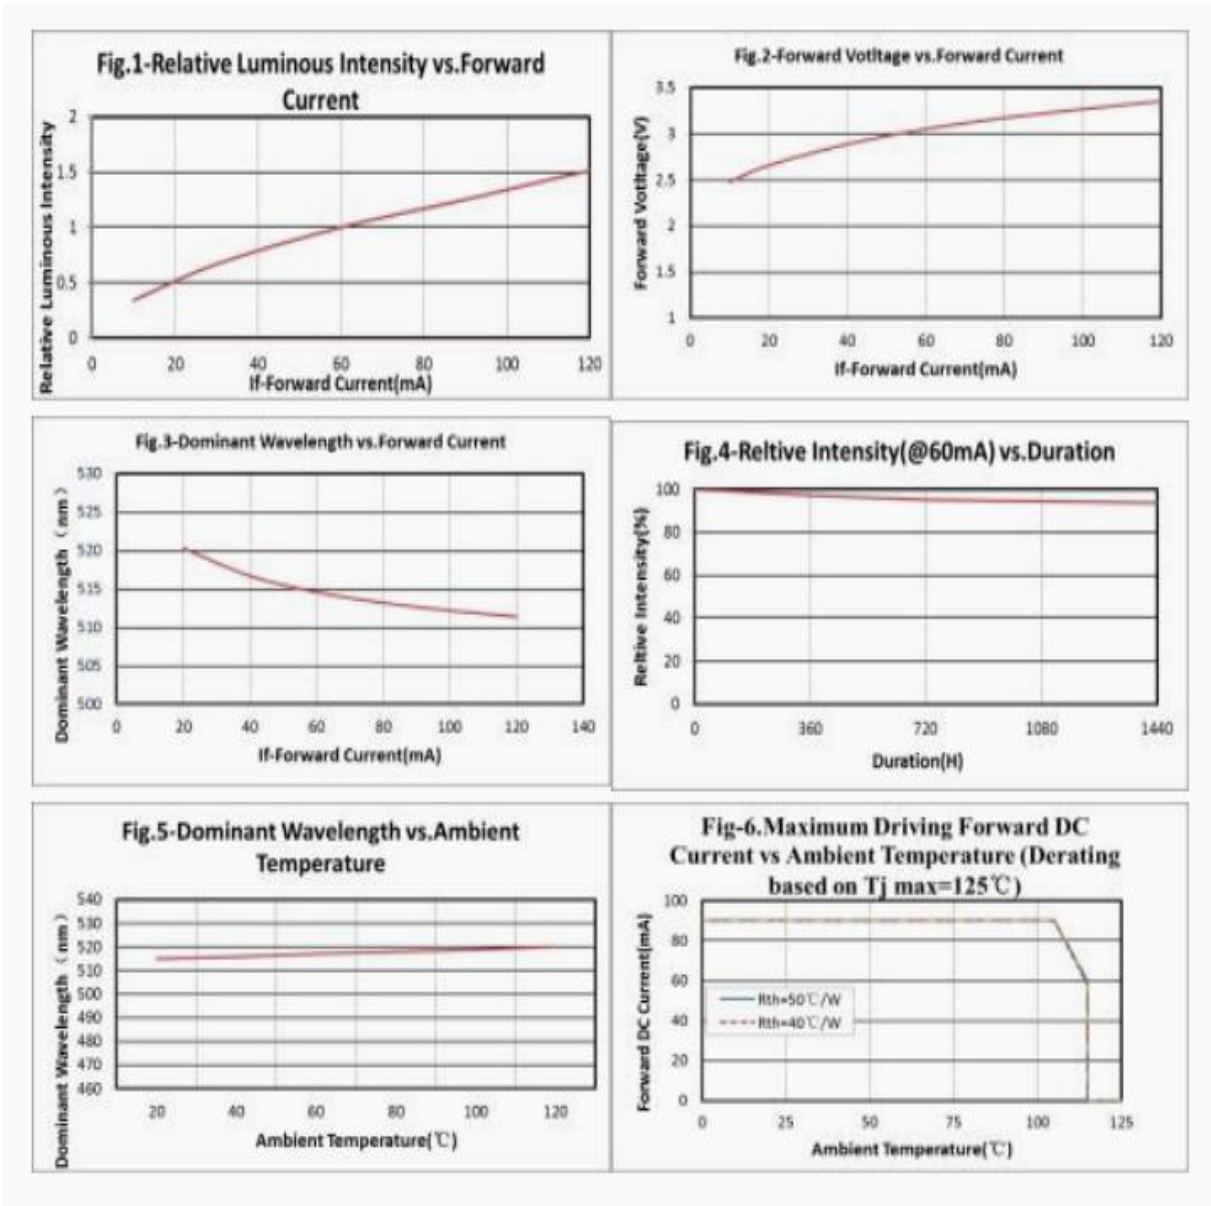 Fig.1-Relative Luminous Intensity vs.Forward
Current
Relative Luminous Intensity
2
1.5
1
0.5
0
0 20 40 60 80 100 120
If-Forward Current(mA)
Fig.2-Forward Votltage vs.Forward Current
Forward Votltage(V)
3.5
3
2.5
2
1.5
1
0 20 40 60 80 100 120
If-Forward Current(mA)
Fig.3-Dominant Wavelength vs.Forward Current
Dominant Wavelength（nm）
530
525
520
515
510
505
500
0 20 40 60 80 100 120 140
If-Forward Current(mA)
Fig.4-Reltive Intensity(@60mA) vs.Duration
Reltive Intensity(%)
100
80
60
40
20
0
0 360 720 1080 1440
Duration(H)
Fig.5-Dominant Wavelength vs.Ambient
Temperature
Dominant Wavelength（nm）
540
530
520
510
500
490
480
470
460
20 40 60 80 100 120
Ambient Temperature(℃)
Fig-6.Maximum Driving Forward DC
Current vs Ambient Temperature (Derating
based on Tj max=125℃)
Forward DC Current(mA)
100
80
60
40
20
0
Rth=50℃/W
Rth=40℃/W
0 25 50 75 100 125
Ambient Temperature(℃)